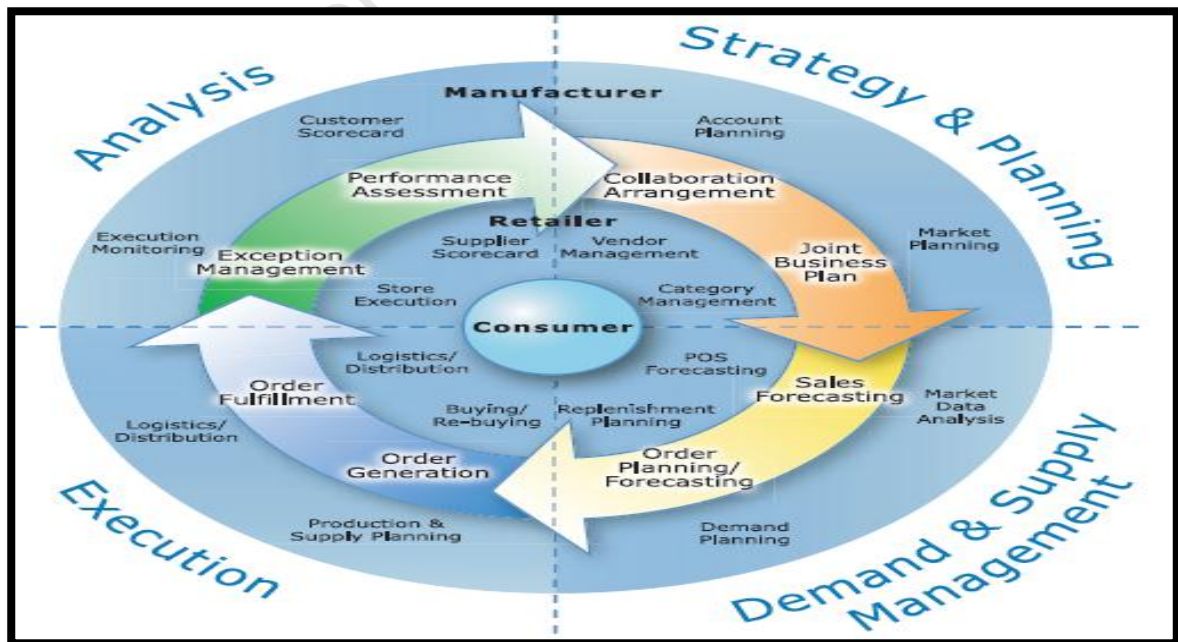 Analysis
Strategy & Planning
Manufacturer
Customer
Scorecard
Account
Planning
Performance
Assessment
Collaboration
Arrangement
Retailer
Execution
Monitoring
Exception
Management
Supplier
Scorecard
Vendor
Management
Joint
Business
Plan
Market
Planning
Store
Execution
Category
Management
Consumer
Logistics/
Distribution
POS
Forecasting
Order
Fulfillment
Sales
Forecasting
Logistics/
Distribution
Buying/
Re-buying
Replenishment
Planning
Market
Data
Analysis
Order
Generation
Order
Planning/
Forecasting
Production &
Supply Planning
Demand
Planning
Execution
Demand & Supply
Management